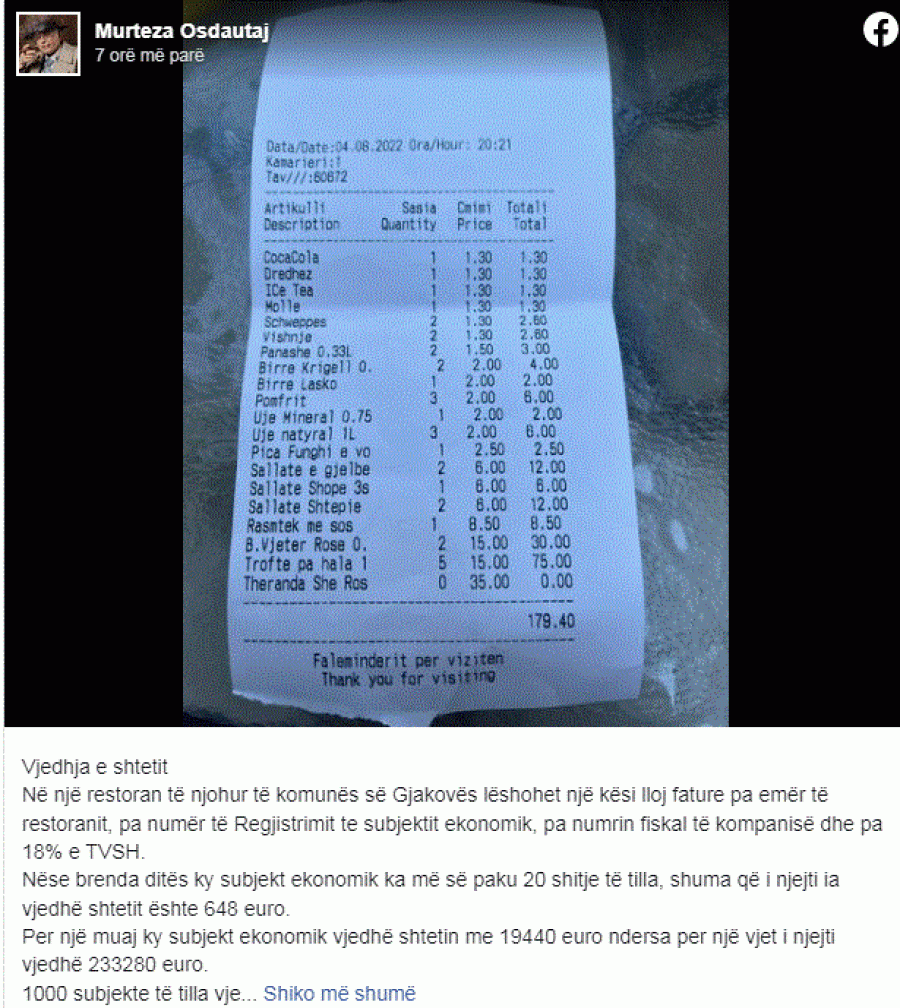 Murteza Osdautaj
7 orë më parë
Data/Date:04.08.2022 Ora/Hour: 20:21
Kamarieri:1
Tav///:60672
Artikulli Sasia Cmimi Totali
Description Quantity Price Total
CocaCola 1 1.30 1.30
Dredhez 1 1.30 1.30
ICe Tea 1 1.30 1.30
Molle 1 1.30 1.30
Schweppes 2 1.30 2.60
Vishnje 2 1.30 2.60
Panashe 0.33L 2 1.50 3.00
Birre Krigell 0. 2 2.00 4.00
Birre Lasko 1 2.00 2.00
Pomfrit 3 2.00 6.00
Uje Mineral 0.75 1 2.00 2.00
Uje natyral 1L 3 2.00 6.00
Pica Funghi e vo 1 2.50 2.50
Sallate e gjelbe 2 6.00 12.00
Sallate Shope 3s 1 6.00 6.00
Sallate Shtepie 2 6.00 12.00
Rasmtek me sos 1 8.50 8.50
B.Vjeter Rose 0. 2 15.00 30.00
Trofte pa hala 1 5 15.00 75.00
Theranda She Ros 0 35.00 0.00
179.40
Faleminderit per viziten
Thank you for visiting
Vjedhja e shtetit
Në një restoran të njohur të komunës së Gjakovës lëshohet një kësi lloj fature pa emër të
restoranit, pa numër të Regjistrimit te subjektit ekonomik, pa numrin fiskal të kompanisë dhe pa
18% e TVSH.
Nëse brenda ditës ky subjekt ekonomik ka më së paku 20 shitje të tilla, shuma që i njejti ia
vjedhë shtetit ështe 648 euro.
Per një muaj ky subjekt ekonomik vjedhë shtetin me 19440 euro ndersa per një vjet i njejti
vjedhë 233280 euro.
1000 subjekte të tilla vje... Shiko më shumë